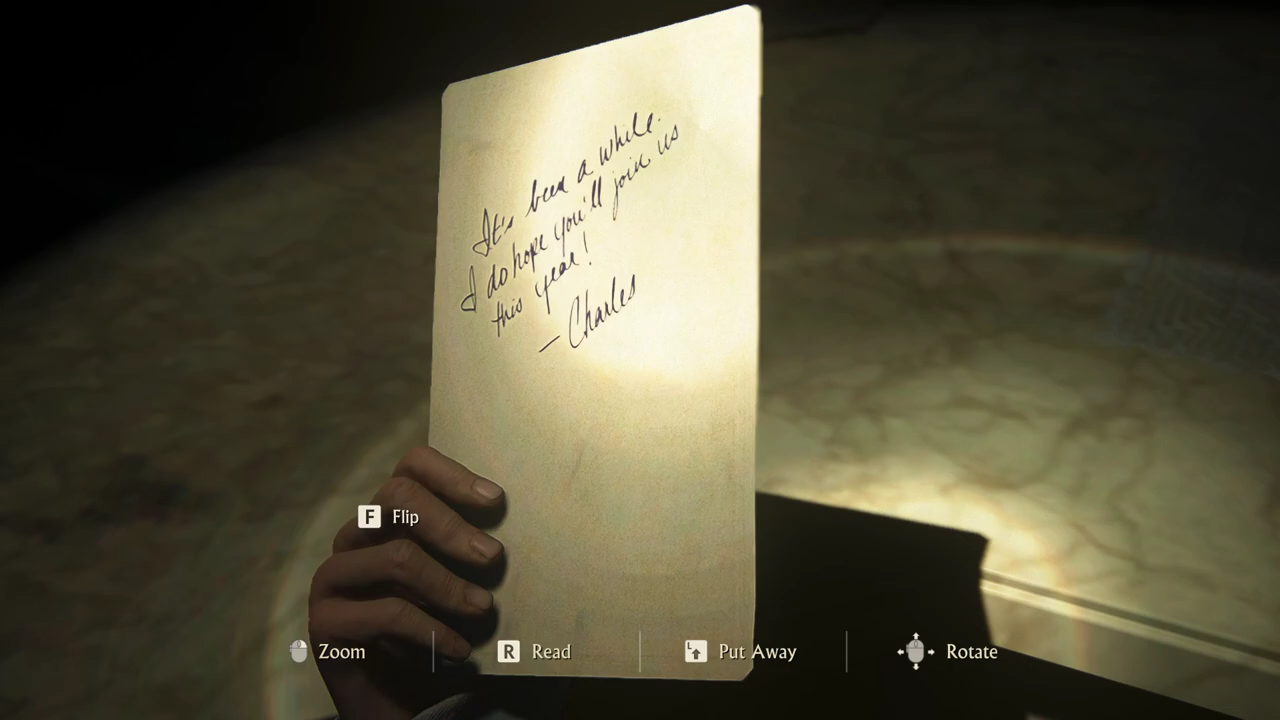 It's been a while.
I do hope you'll join us
this year!
— Charles
F Flip
Zoom
R Read
L Put Away
Rotate